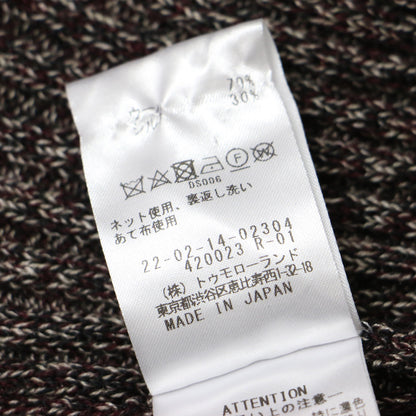 70%
30%
DS006
ネット使用、裏返し洗い
あて布使用
22-02-14-02304
420023 R-01
(株)トゥモローランド
東京都渋谷区恵比寿西1-32-18
MADE IN JAPAN
ATTENTION